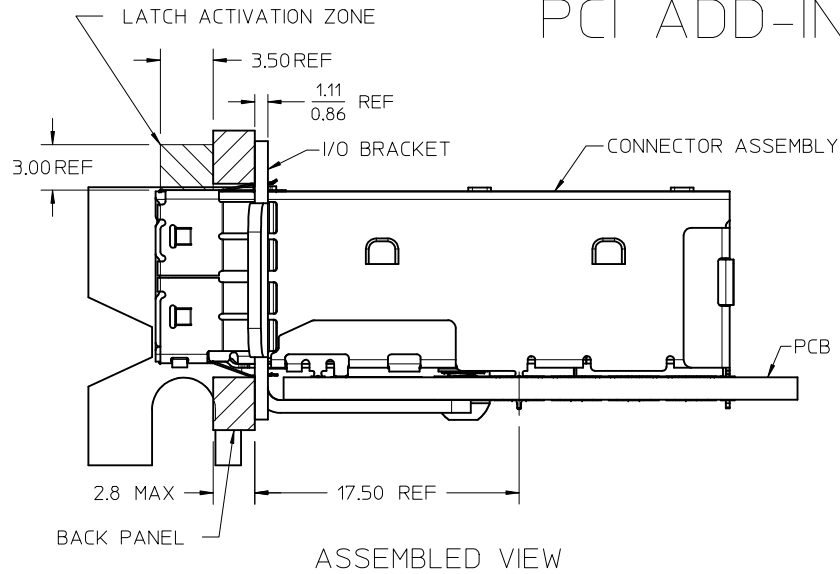 PCI ADD-IN
LATCH ACTIVATION ZONE
3.50 REF
1.11
0.86 REF
I/O BRACKET
CONNECTOR ASSEMBLY
3.00 REF
PCB
2.8 MAX
17.50 REF
BACK PANEL
ASSEMBLED VIEW